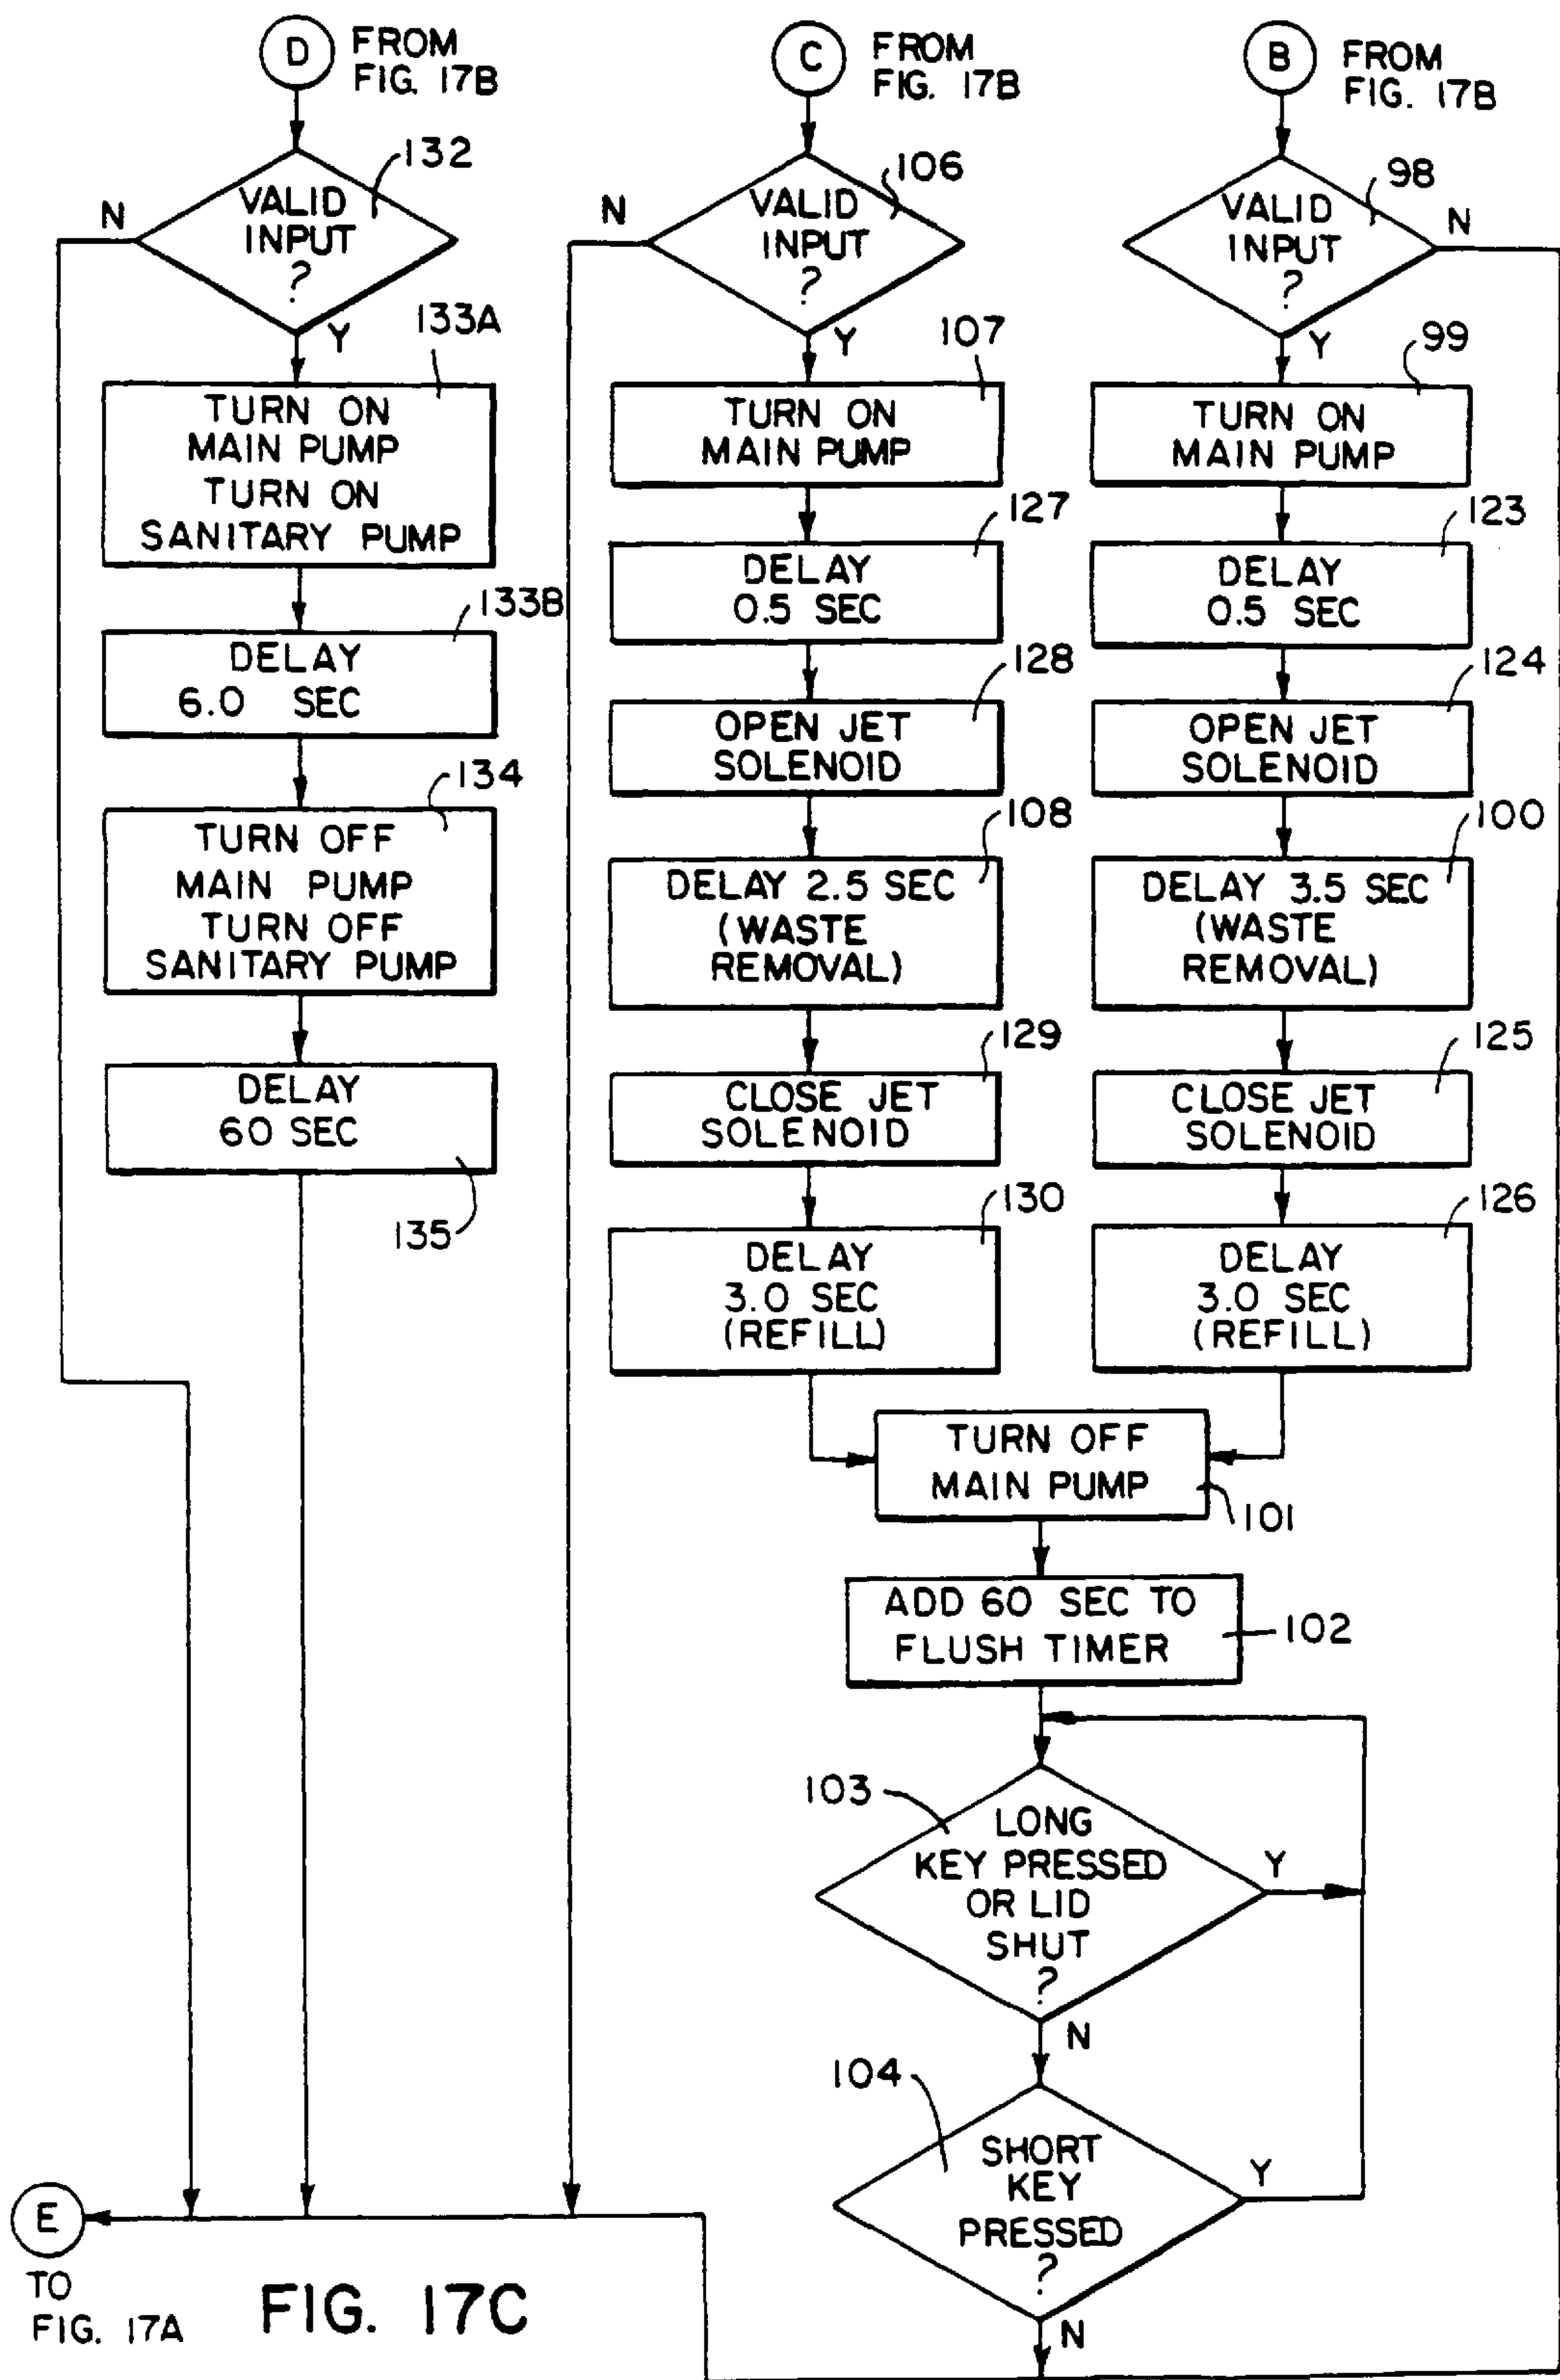 D FROM
FIG. 17B
132
N
VALID
INPUT
?
Y
133A
TURN ON
MAIN PUMP
TURN ON
SANITARY PUMP
133B
DELAY
6.0 SEC
134
TURN OFF
MAIN PUMP
TURN OFF
SANITARY PUMP
DELAY
60 SEC
135
C FROM
FIG. 17B
106
N
VALID
INPUT
?
Y
107
TURN ON
MAIN PUMP
127
DELAY
0.5 SEC
128
OPEN JET
SOLENOID
108
DELAY 2.5 SEC
(WASTE
REMOVAL)
129
CLOSE JET
SOLENOID
130
DELAY
3.0 SEC
(REFILL)
B FROM
FIG. 17B
98
N
VALID
INPUT
?
Y
99
TURN ON
MAIN PUMP
123
DELAY
0.5 SEC
124
OPEN JET
SOLENOID
100
DELAY 3.5 SEC
(WASTE
REMOVAL)
125
CLOSE JET
SOLENOID
126
DELAY
3.0 SEC
(REFILL)
TURN OFF
MAIN PUMP
101
ADD 60 SEC TO
FLUSH TIMER
102
103
LONG
KEY PRESSED
OR LID
SHUT
?
Y
N
104
SHORT
KEY
PRESSED
?
Y
N
E
TO
FIG. 17A
FIG. 17C